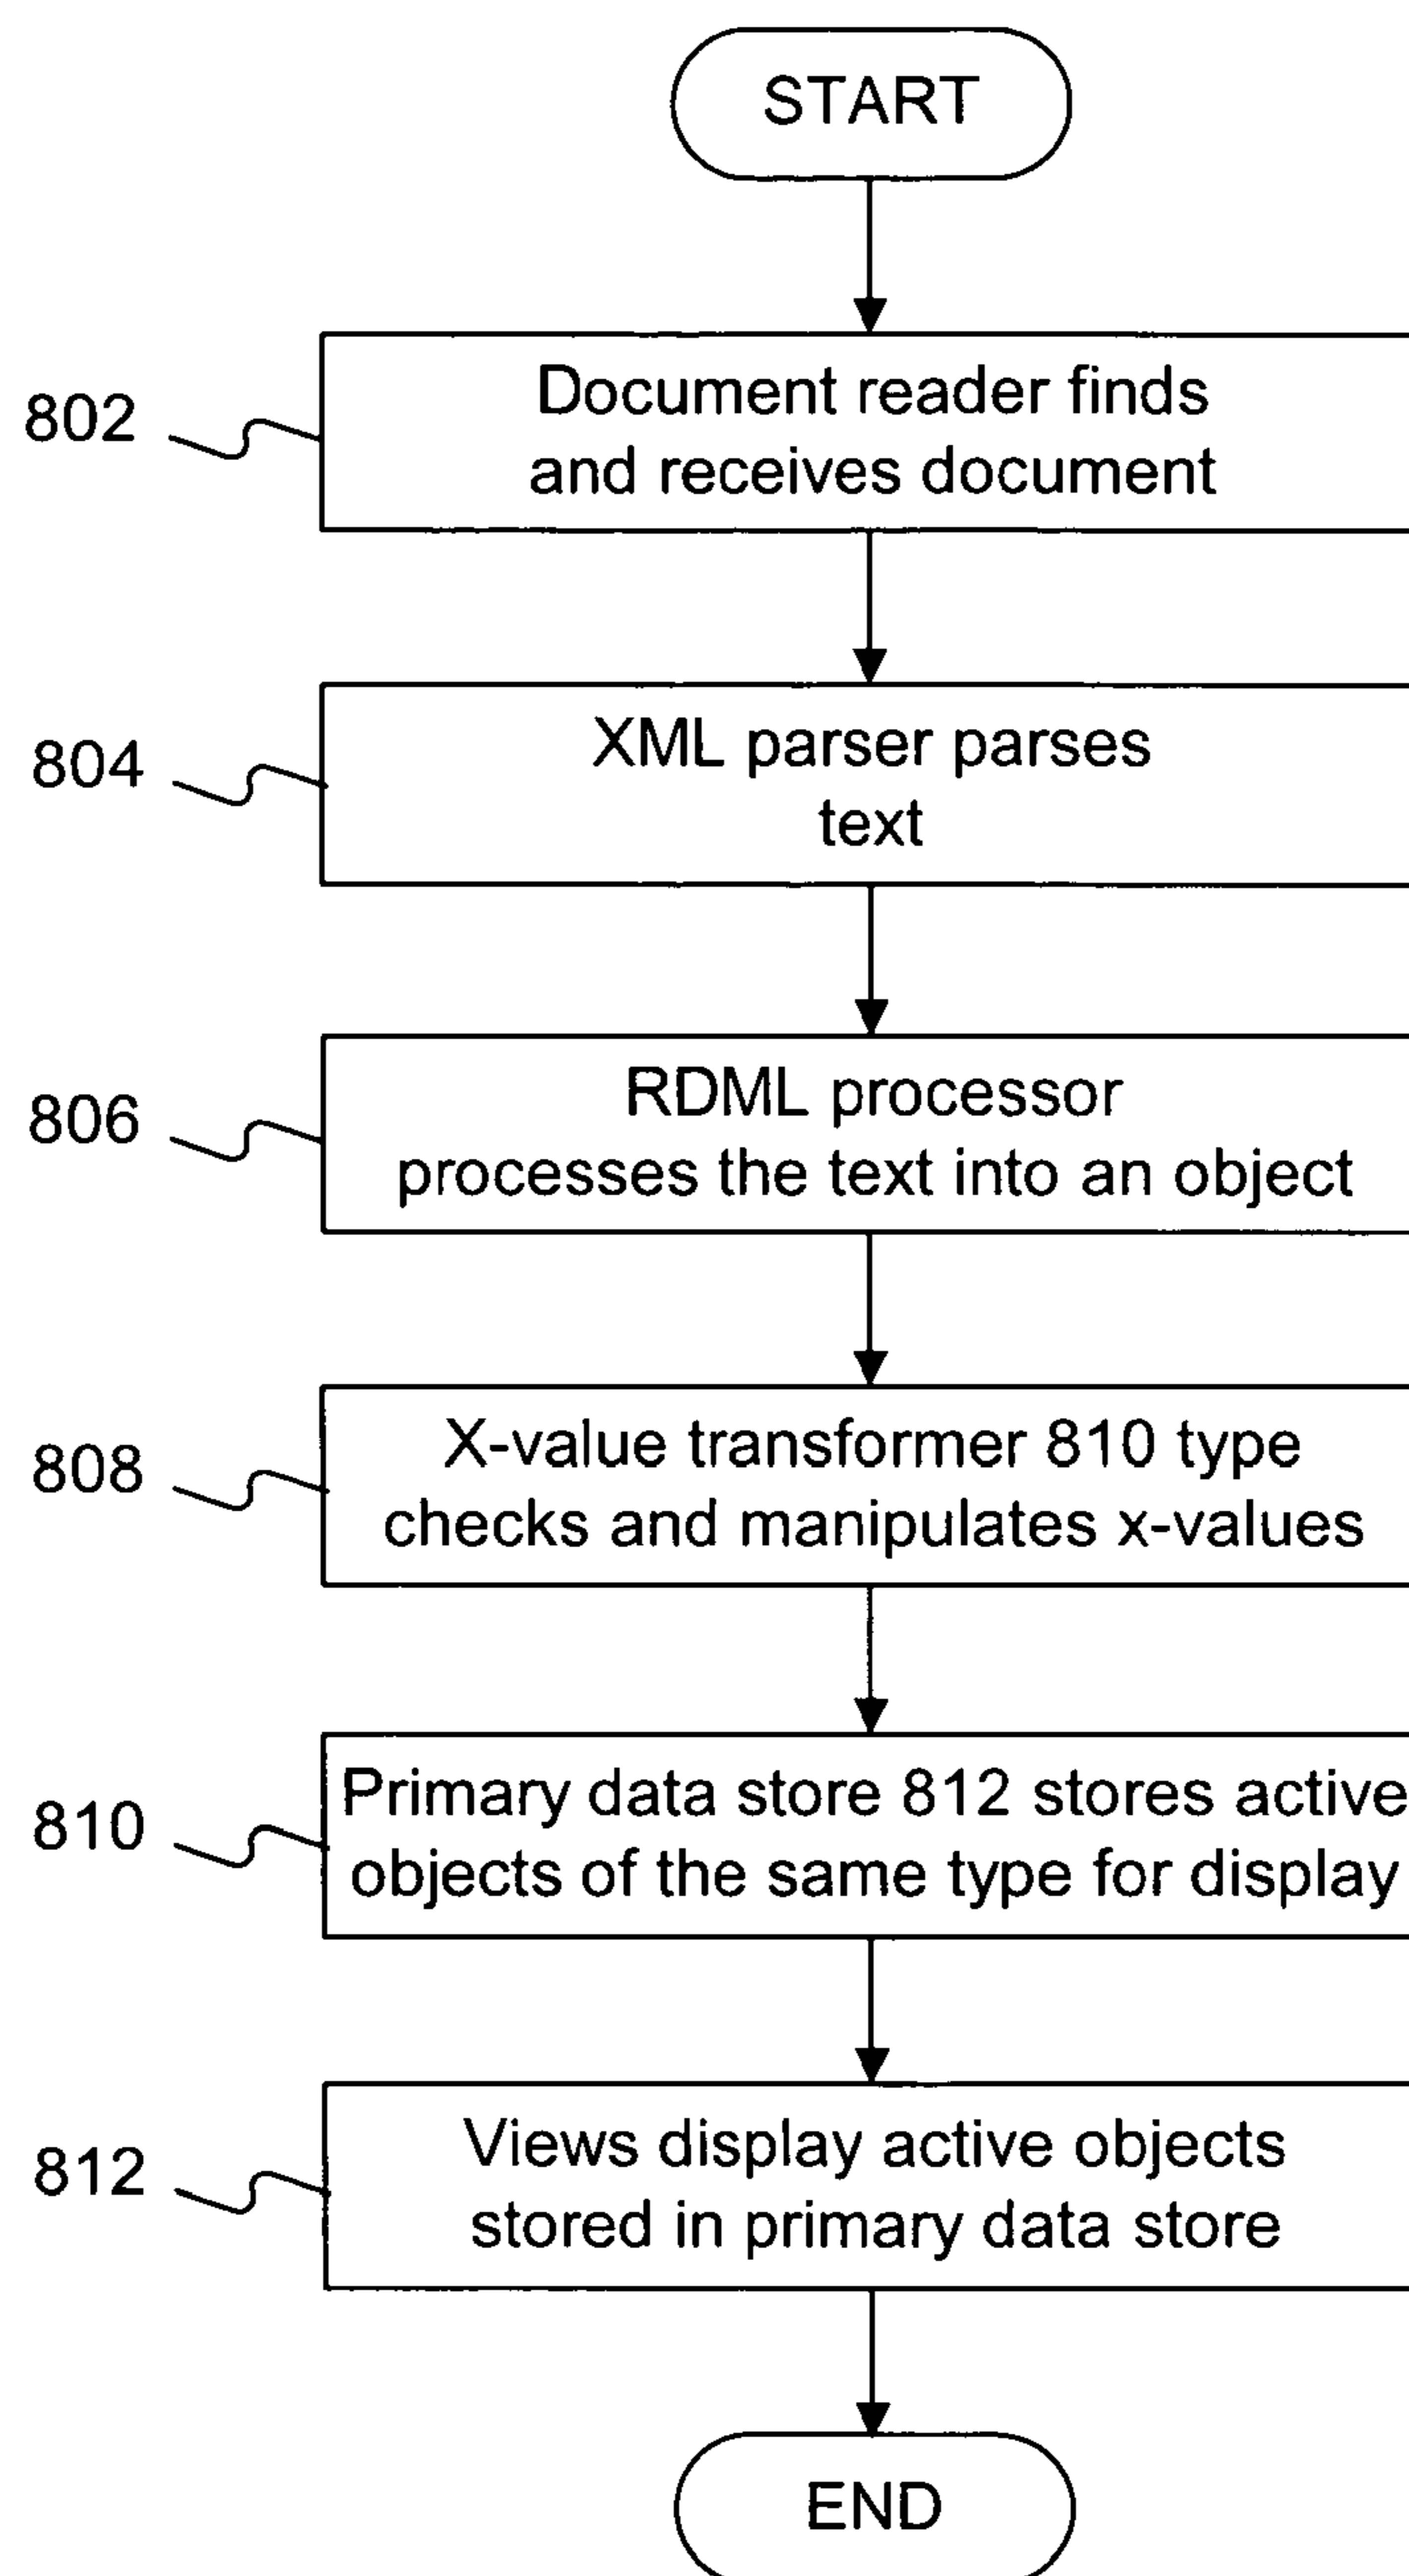 START
802
Document reader finds
and receives document
804
XML parser parses
text
806
RDML processor
processes the text into an object
808
X-value transformer 810 type
checks and manipulates x-values
810
Primary data store 812 stores active
objects of the same type for display
812
Views display active objects
stored in primary data store
END